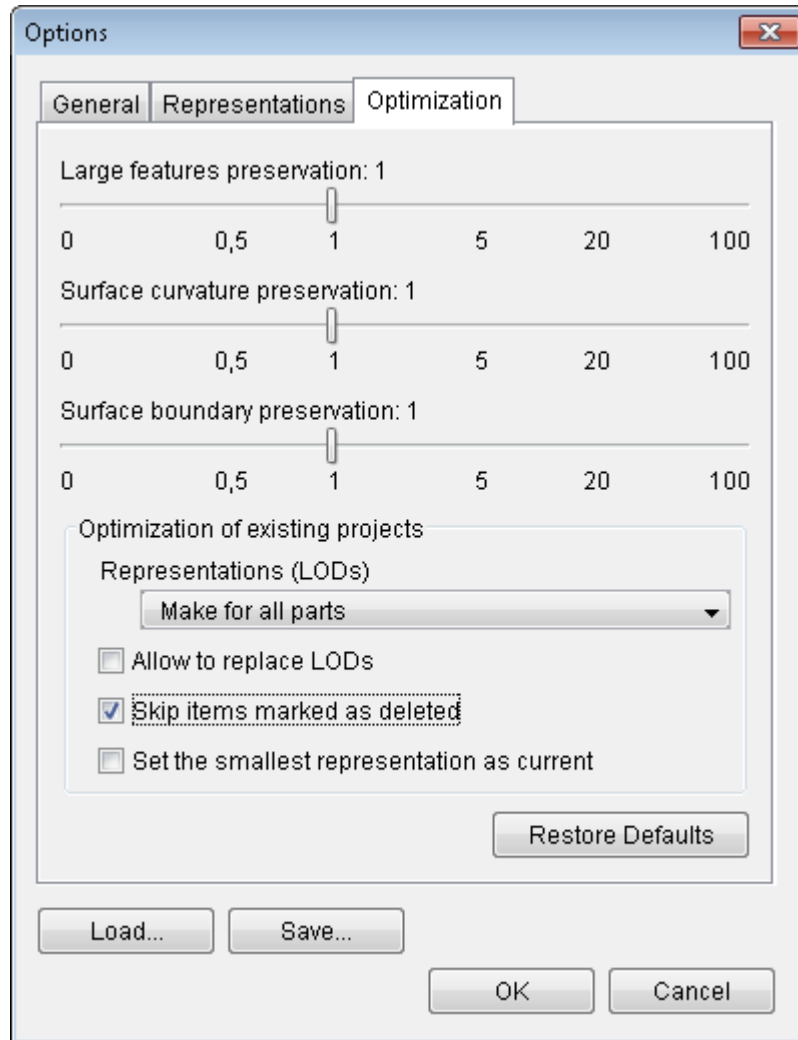 Options
General Representations Optimization
Large features preservation: 1
0 0,5 1 5 20 100
Surface curvature preservation: 1
0 0,5 1 5 20 100
Surface boundary preservation: 1
0 0,5 1 5 20 100
Optimization of existing projects
Representations (LODs)
Make for all parts
Allow to replace LODs
Skip items marked as deleted
Set the smallest representation as current
Restore Defaults
Load... Save...
OK Cancel